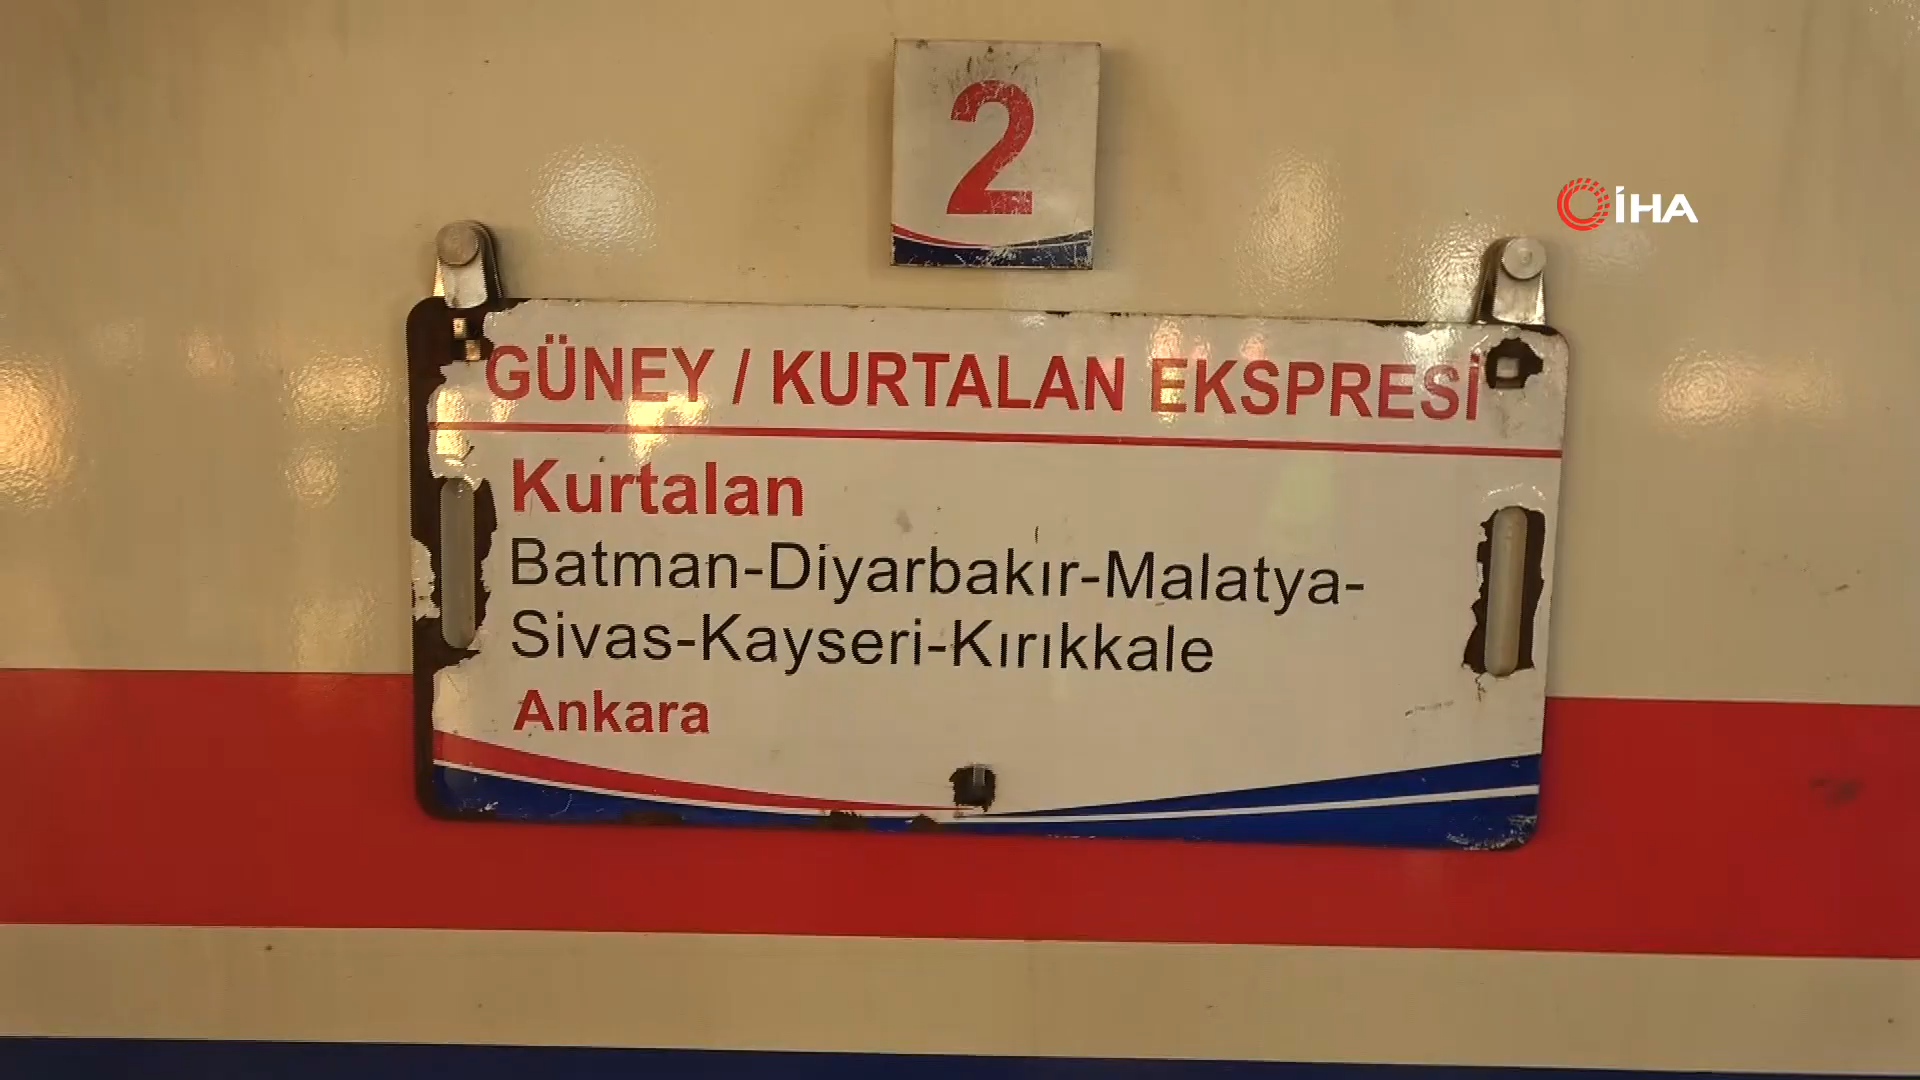 2
İHA
GÜNEY / KURTALAN EKSPRESİ
Kurtalan
Batman-Diyarbakır-Malatya-
Sivas-Kayseri-Kırıkkale
Ankara